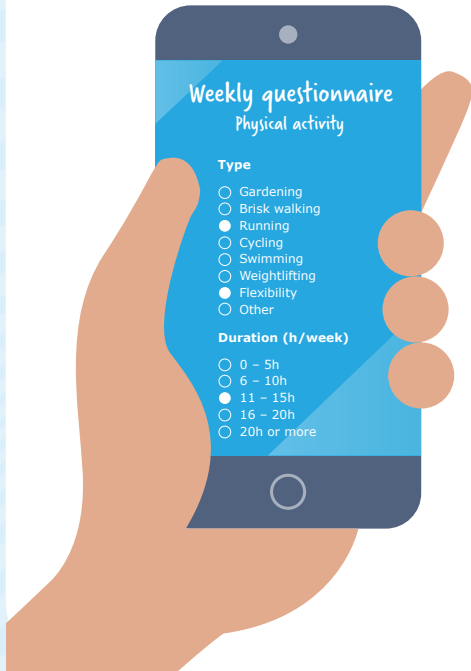 Weekly questionnaire
Physical activity
Type
Gardening
Brisk walking
Running
Cycling
Swimming
Weightlifting
Flexibility
Other
Duration (h/week)
0 – 5h
6 – 10h
11 – 15h
16 – 20h
20h or more